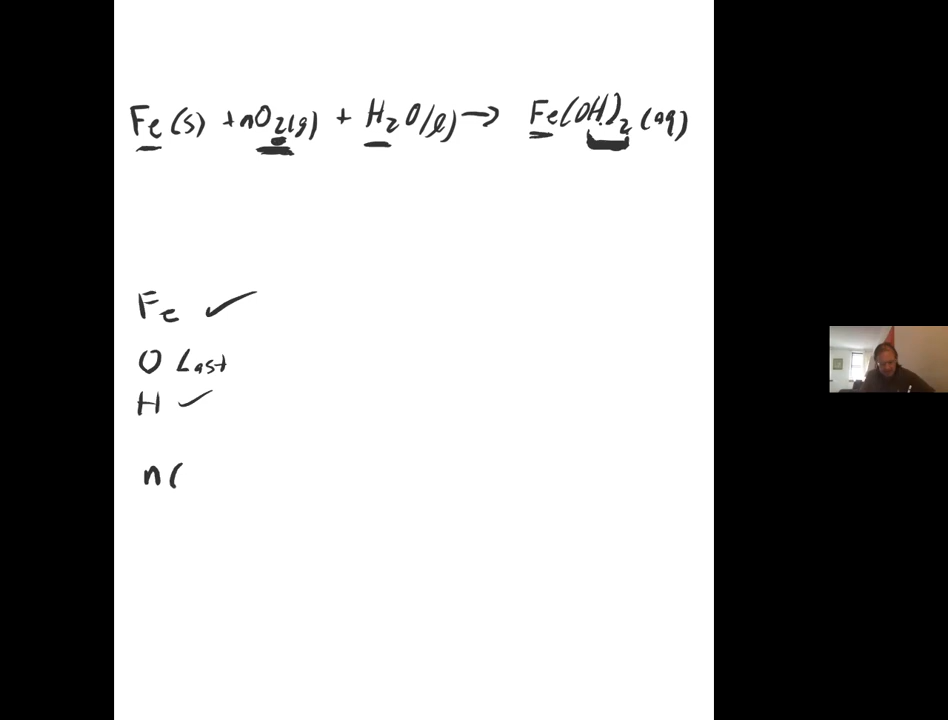 Fe(s) + nO₂(g) + H₂O(l) → Fe(OH)₂(aq)
Fe ✓
O Last
H ✓
n(